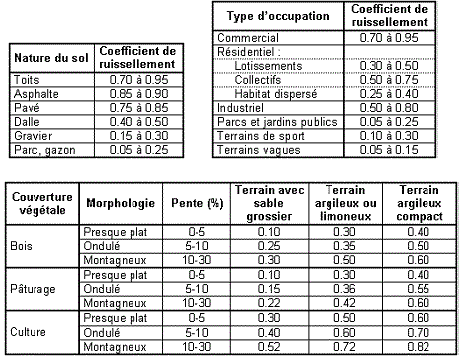 Nature du sol Coefficient de ruissellement
Toits 0.70 à 0.95
Asphalte 0.85 à 0.90
Pavé 0.75 à 0.85
Dalle 0.40 à 0.50
Gravier 0.15 à 0.30
Parc, gazon 0.05 à 0.25
Type d'occupation Coefficient de ruissellement
Commercial 0.70 à 0.95
Résidentiel :
Lotissements 0.30 à 0.50
Collectifs 0.50 à 0.75
Habitat dispersé 0.25 à 0.40
Industriel 0.50 à 0.80
Parcs et jardins publics 0.05 à 0.25
Terrains de sport 0.10 à 0.30
Terrains vagues 0.05 à 0.15
Couverture végétale Morphologie Pente (%) Terrain avec sable grossier Terrain argileux ou limoneux Terrain argileux compact
Bois Presque plat 0-5 0.10 0.30 0.40
Ondulé 5-10 0.25 0.35 0.50
Montagneux 10-30 0.30 0.50 0.60
Pâturage Presque plat 0-5 0.10 0.30 0.40
Ondulé 5-10 0.15 0.36 0.55
Montagneux 10-30 0.22 0.42 0.60
Culture Presque plat 0-5 0.30 0.50 0.60
Ondulé 5-10 0.40 0.60 0.70
Montagneux 10-30 0.52 0.72 0.82